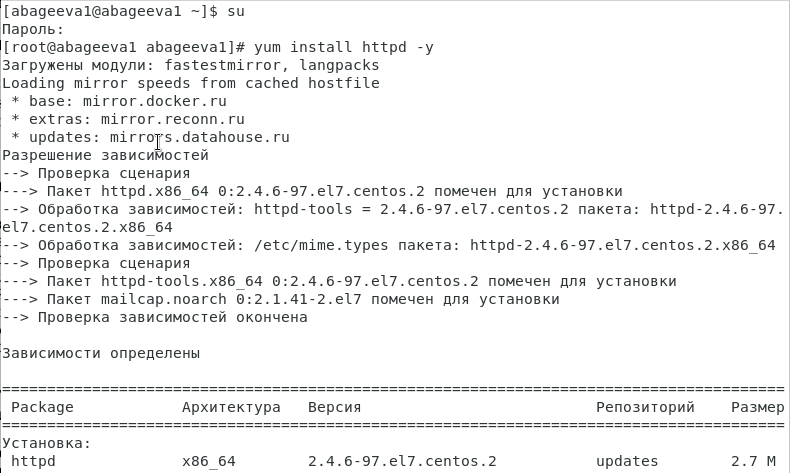 [abageeva1@abageeva1 ~]$ su
Пароль:
[root@abageeva1 abageeva1]# yum install httpd -y
Загружены модули: fastestmirror, langpacks
Loading mirror speeds from cached hostfile
 * base: mirror.docker.ru
 * extras: mirror.reconn.ru
 * updates: mirrors.datahouse.ru
Разрешение зависимостей
--> Проверка сценария
---> Пакет httpd.x86_64 0:2.4.6-97.el7.centos.2 помечен для установки
--> Обработка зависимостей: httpd-tools = 2.4.6-97.el7.centos.2 пакета: httpd-2.4.6-97.
el7.centos.2.x86_64
--> Обработка зависимостей: /etc/mime.types пакета: httpd-2.4.6-97.el7.centos.2.x86_64
--> Проверка сценария
---> Пакет httpd-tools.x86_64 0:2.4.6-97.el7.centos.2 помечен для установки
---> Пакет mailcap.noarch 0:2.1.41-2.el7 помечен для установки
--> Проверка зависимостей окончена

Зависимости определены

=======================================================================================
 Package            Архитектура   Версия                          Репозиторий    Размер
=======================================================================================
Установка:
 httpd              x86_64        2.4.6-97.el7.centos.2           updates        2.7 M